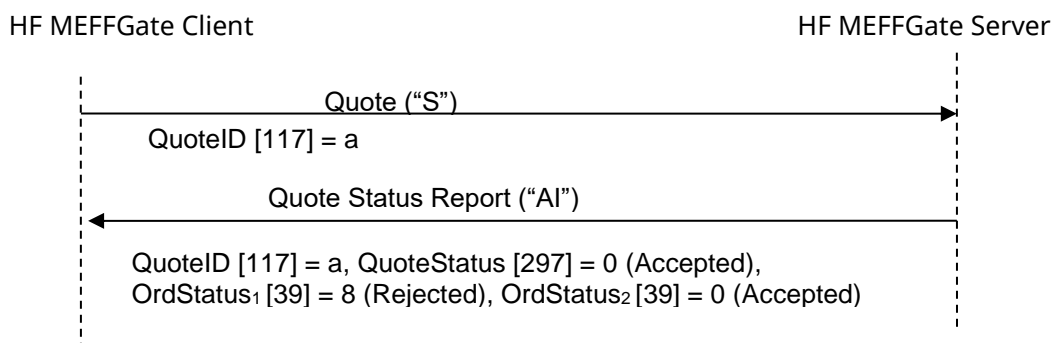 HF MEFFGate Client
HF MEFFGate Server
Quote (“S”)
QuoteID [117] = a
Quote Status Report (“AI”)
QuoteID [117] = a, QuoteStatus [297] = 0 (Accepted),
OrdStatus₁ [39] = 8 (Rejected), OrdStatus₂ [39] = 0 (Accepted)